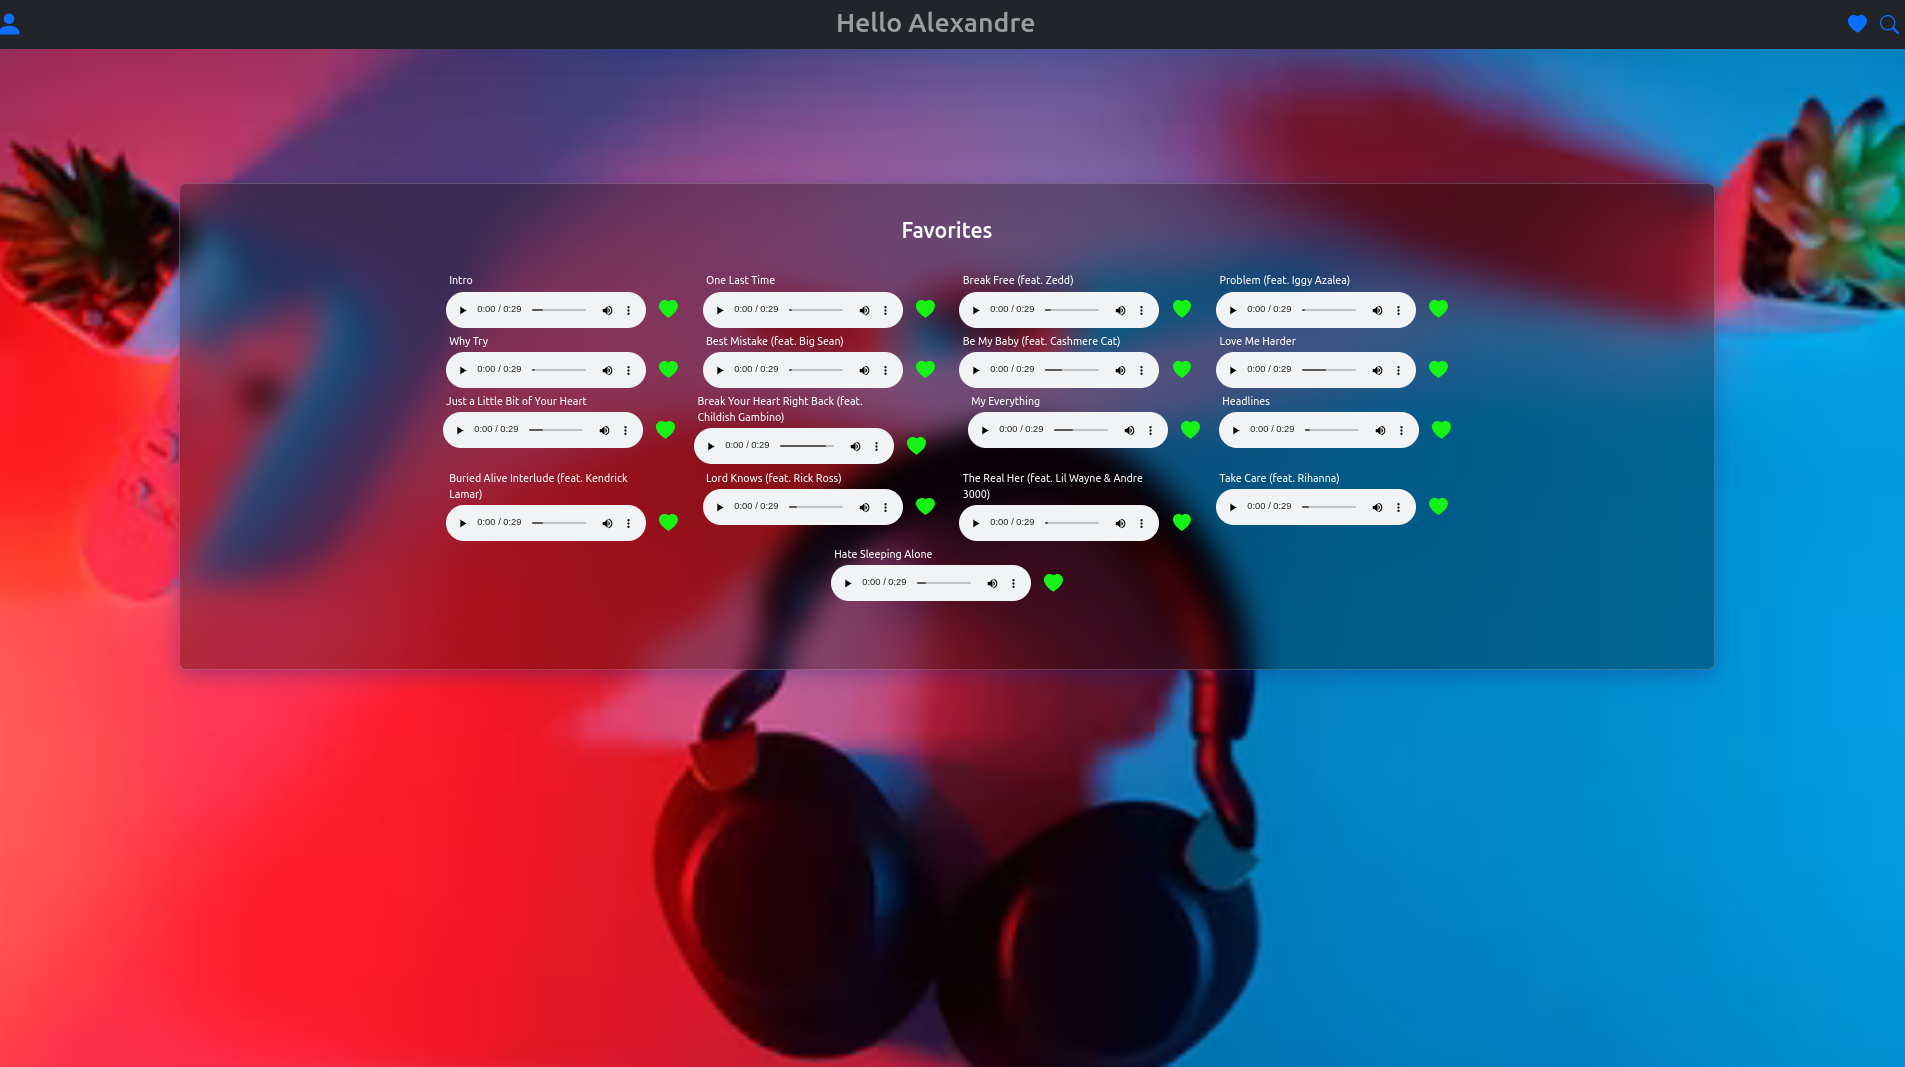 Hello Alexandre
Favorites
Intro
One Last Time
Break Free (feat. Zedd)
Problem (feat. Iggy Azalea)
0:00 / 0:29
0:00 / 0:29
0:00 / 0:29
0:00 / 0:29
Why Try
Best Mistake (feat. Big Sean)
Be My Baby (feat. Cashmere Cat)
Love Me Harder
0:00 / 0:29
0:00 / 0:29
0:00 / 0:29
0:00 / 0:29
Just a Little Bit of Your Heart
Break Your Heart Right Back (feat.
Childish Gambino)
My Everything
Headlines
0:00 / 0:29
0:00 / 0:29
0:00 / 0:29
0:00 / 0:29
Buried Alive Interlude (feat. Kendrick
Lamar)
Lord Knows (feat. Rick Ross)
The Real Her (feat. Lil Wayne & Andre
3000)
Take Care (feat. Rihanna)
0:00 / 0:29
0:00 / 0:29
0:00 / 0:29
0:00 / 0:29
Hate Sleeping Alone
0:00 / 0:29